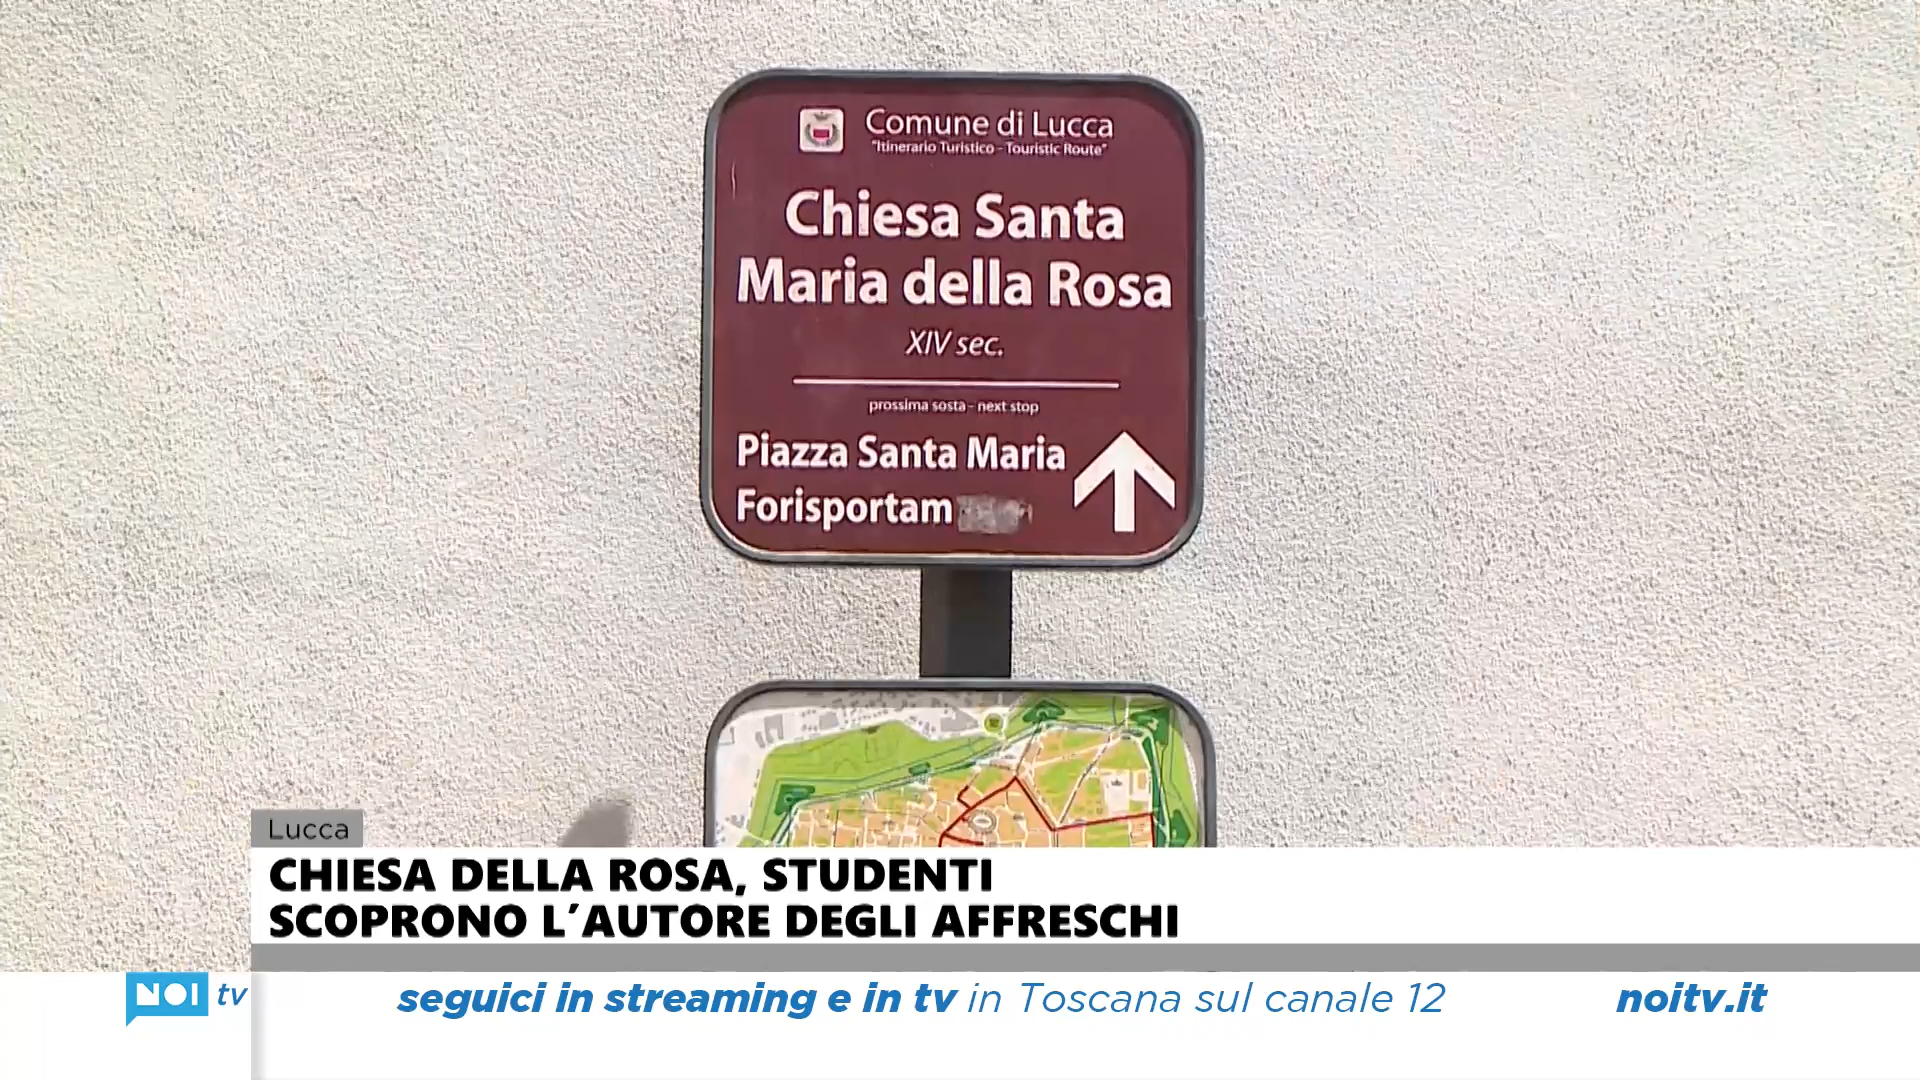 Comune di Lucca
"Itinerario Turistico - Touristic Route"
Chiesa Santa
Maria della Rosa
XIV sec.
prossima sosta - next stop
Piazza Santa Maria
Forisportam
Lucca
CHIESA DELLA ROSA, STUDENTI
SCOPRONO L´AUTORE DEGLI AFFRESCHI
NOI tv
seguici in streaming e in tv in Toscana sul canale 12
noitv.it